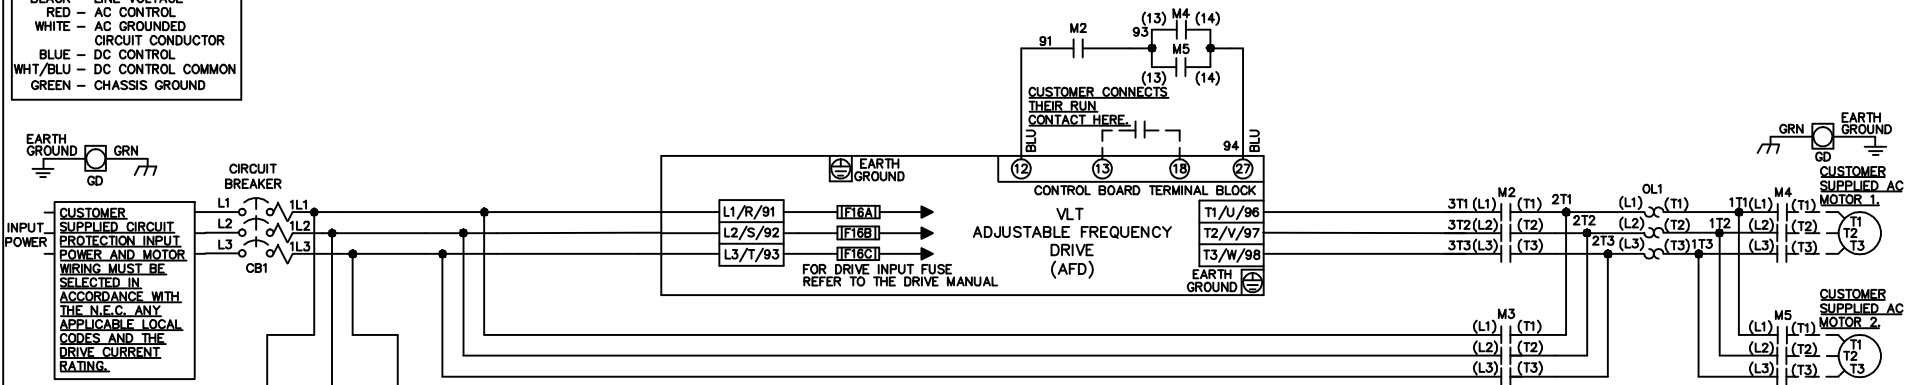 RED – AC CONTROL
WHITE – AC GROUNDED
CIRCUIT CONDUCTOR
BLUE – DC CONTROL
WHT/BLU – DC CONTROL COMMON
GREEN – CHASSIS GROUND
EARTH
GROUND
GRN
GD
CIRCUIT
BREAKER
INPUT
POWER
CUSTOMER
SUPPLIED CIRCUIT
PROTECTION INPUT
POWER AND MOTOR
WIRING MUST BE
SELECTED IN
ACCORDANCE WITH
THE N.E.C. ANY
APPLICABLE LOCAL
CODES AND THE
DRIVE CURRENT
RATING.
L1 1L1
L2 1L2
L3 1L3
CB1
91 M2 93 (13) M4 (14)
M5
(13) (14)
CUSTOMER CONNECTS
THEIR RUN
CONTACT HERE.
BLU
94 BLU
12 13 18 27
CONTROL BOARD TERMINAL BLOCK
EARTH
GROUND
L1/R/91 F16A
L2/S/92 F16B
L3/T/93 F16C
FOR DRIVE INPUT FUSE
REFER TO THE DRIVE MANUAL
VLT
ADJUSTABLE FREQUENCY
DRIVE
(AFD)
T1/U/96
T2/V/97
T3/W/98
EARTH
GROUND
M2
3T1 (L1) (T1) 2T1
3T2 (L2) (T2) 2T2
3T3 (L3) (T3) 2T3
OL1
(L1) (T1) 1T1
(L2) (T2) 1T2
(L3) (T3) 1T3
M4
(L1) (T1)
(L2) (T2)
(L3) (T3)
T1
T2
T3
GRN
GD
EARTH
GROUND
CUSTOMER
SUPPLIED AC
MOTOR 1.
M3
(L1) (T1)
(L2) (T2)
(L3) (T3)
M5
(L1) (T1)
(L2) (T2)
(L3) (T3)
T1
T2
T3
CUSTOMER
SUPPLIED AC
MOTOR 2.